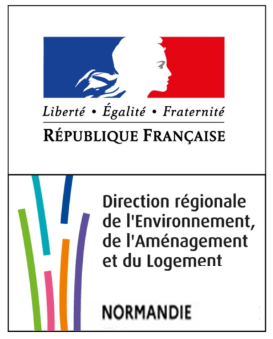 Liberté • Égalité • Fraternité
RÉPUBLIQUE FRANÇAISE
Direction régionale
de l'Environnement,
de l'Aménagement
et du Logement
NORMANDIE